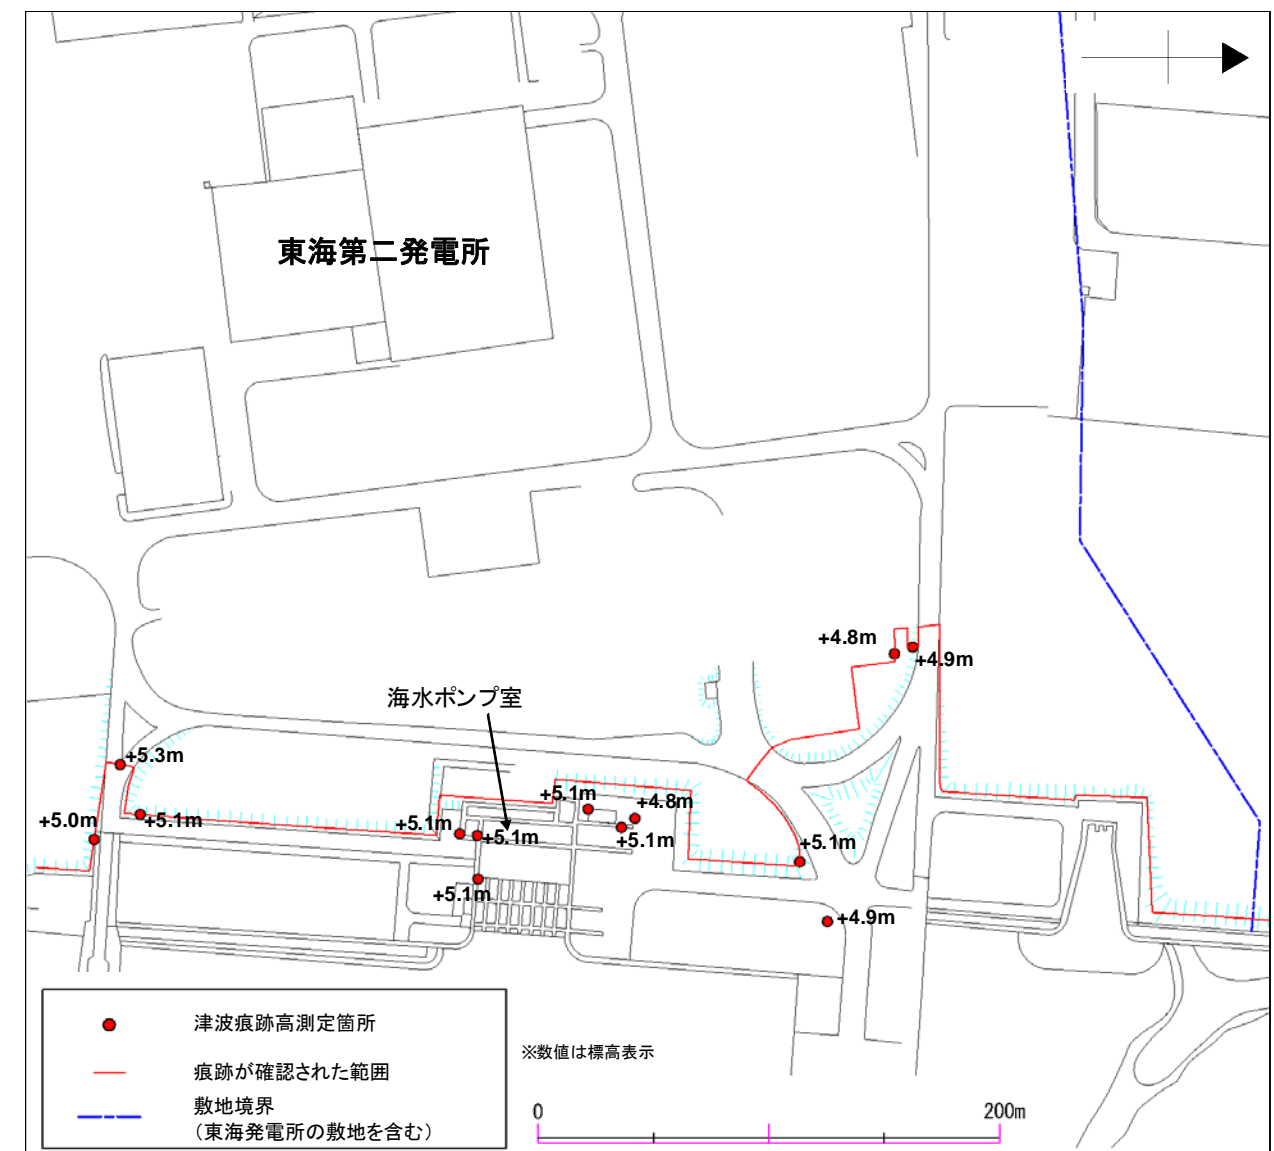 東海第二発電所
+4.8m
+4.9m
海水ポンプ室
+5.3m
+5.1m
+4.8m
+5.0m
+5.1m
+5.1m
+5.1m
+5.1m
+5.1m
+5.1m
+4.9m
津波痕跡高測定箇所
痕跡が確認された範囲
敷地境界
（東海発電所の敷地を含む）
※数値は標高表示
0
200m